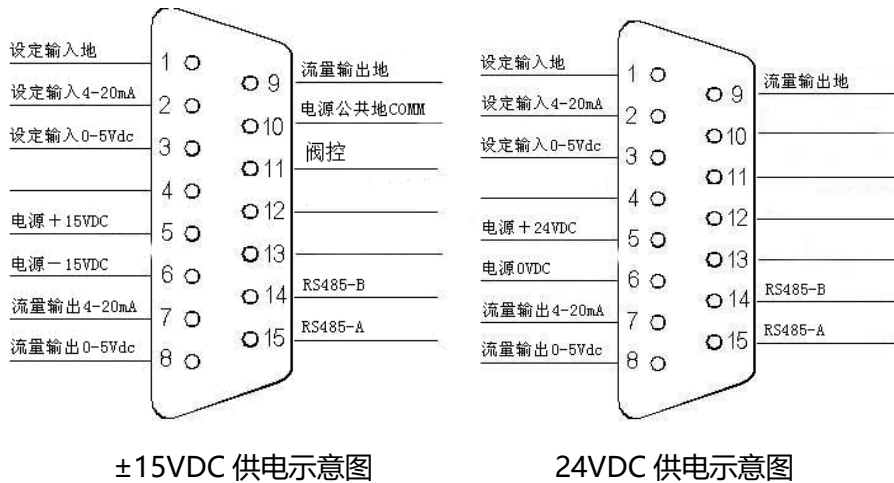 设定输入地
1
设定输入4-20mA
2
设定输入0-5Vdc
3
4
电源＋15VDC
5
电源－15VDC
6
流量输出4-20mA
7
流量输出0-5Vdc
8
9
流量输出地
10
电源公共地COMM
11
阀控
12
13
14
RS485-B
15
RS485-A
±15VDC 供电示意图
设定输入地
1
设定输入4-20mA
2
设定输入0-5Vdc
3
4
电源＋24VDC
5
电源0VDC
6
流量输出4-20mA
7
流量输出0-5Vdc
8
9
流量输出地
10
11
12
13
14
RS485-B
15
RS485-A
24VDC 供电示意图